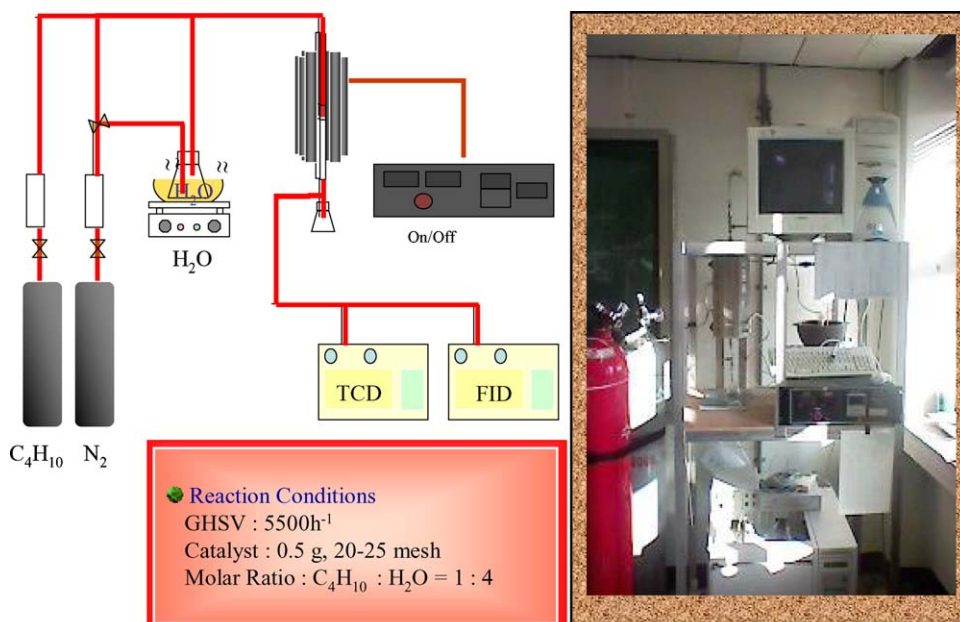 H₂O
H₂O
On/Off
TCD
FID
C₄H₁₀ N₂
Reaction Conditions
GHSV : 5500h⁻¹
Catalyst : 0.5 g, 20-25 mesh
Molar Ratio : C₄H₁₀ : H₂O = 1 : 4